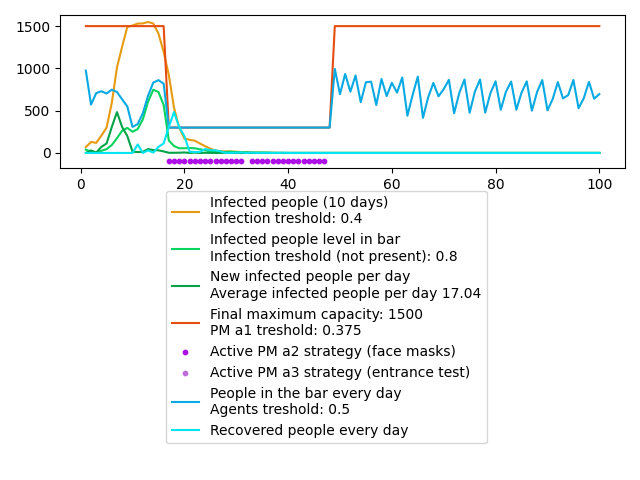 1500
1000
500
0
0 20 40 60 80 100
Infected people (10 days)
Infection treshold: 0.4
Infected people level in bar
Infection treshold (not present): 0.8
New infected people per day
Average infected people per day 17.04
Final maximum capacity: 1500
PM a1 treshold: 0.375
Active PM a2 strategy (face masks)
Active PM a3 strategy (entrance test)
People in the bar every day
Agents treshold: 0.5
Recovered people every day